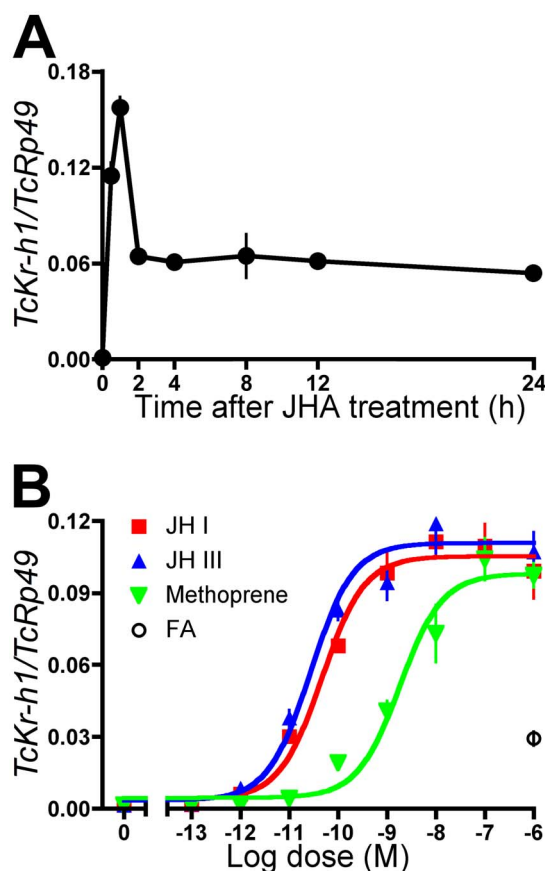 A
TcKr-h1/TcRp49
0.18
0.12
0.06
0.00
0 2 4 8 12 24
Time after JHA treatment (h)
B
TcKr-h1/TcRp49
0.12
0.09
0.06
0.03
0.00
JH I
JH III
Methoprene
FA
0 -13 -12 -11 -10 -9 -8 -7 -6
Log dose (M)